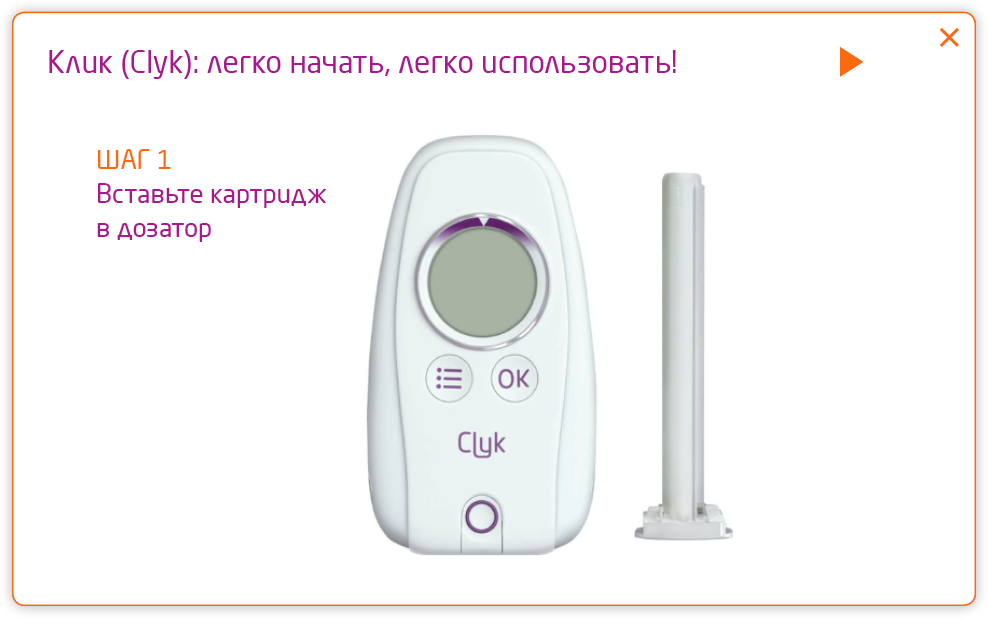 Клик (Clyk): легко начать, легко использовать!
ШАГ 1
Вставьте картридж
в дозатор
OK
Clyk